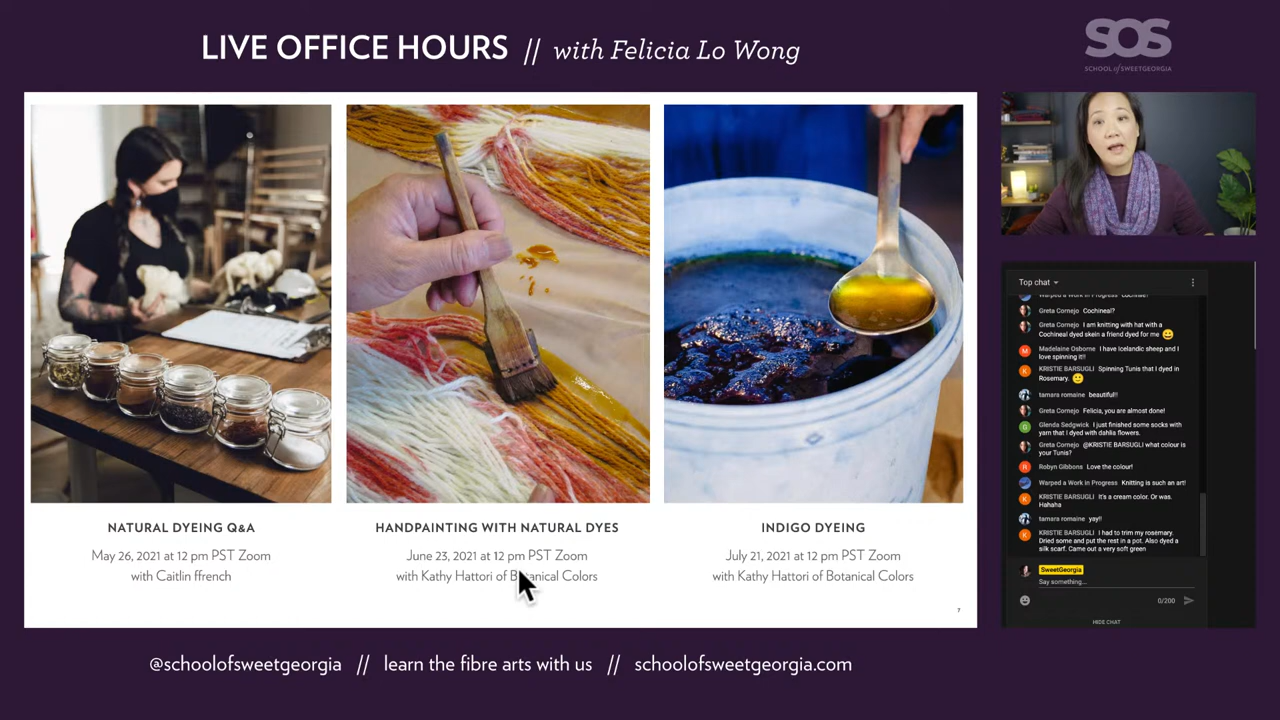 LIVE OFFICE HOURS // with Felicia Lo Wong
SOS
SCHOOL of SWEETGEORGIA
NATURAL DYEING Q&A
May 26, 2021 at 12 pm PST Zoom
with Caitlin ffrench
HANDPAINTING WITH NATURAL DYES
June 23, 2021 at 12 pm PST Zoom
with Kathy Hattori of Botanical Colors
INDIGO DYEING
July 21, 2021 at 12 pm PST Zoom
with Kathy Hattori of Botanical Colors
7
Top chat
Warped a Work in Progress Cochineal?
Greta Cornejo Cochineal?
Greta Cornejo I am knitting with hat with a
Cochineal dyed skein a friend dyed for me
Madelaine Osborne I have Icelandic sheep and I
love spinning it!!
KRISTIE BARSUGLI Spinning Tunis that I dyed in
Rosemary.
tamara romaine beautiful!!
Greta Cornejo Felicia, you are almost done!
Glenda Sedgwick I just finished some socks with
yarn that I dyed with dahlia flowers.
Greta Cornejo @KRISTIE BARSUGLI what colour is
your Tunis?
Robyn Gibbons Love the colour!
Warped a Work in Progress Knitting is such an art!
KRISTIE BARSUGLI It's a cream color. Or was.
Hahaha
tamara romaine yay!!
KRISTIE BARSUGLI I had to trim my rosemary.
Dried some and put the rest in a pot. Also dyed a
silk scarf. Came out a very soft green
SweetGeorgia
Say something...
0/200
HIDE CHAT
@schoolofsweetgeorgia // learn the fibre arts with us // schoolofsweetgeorgia.com